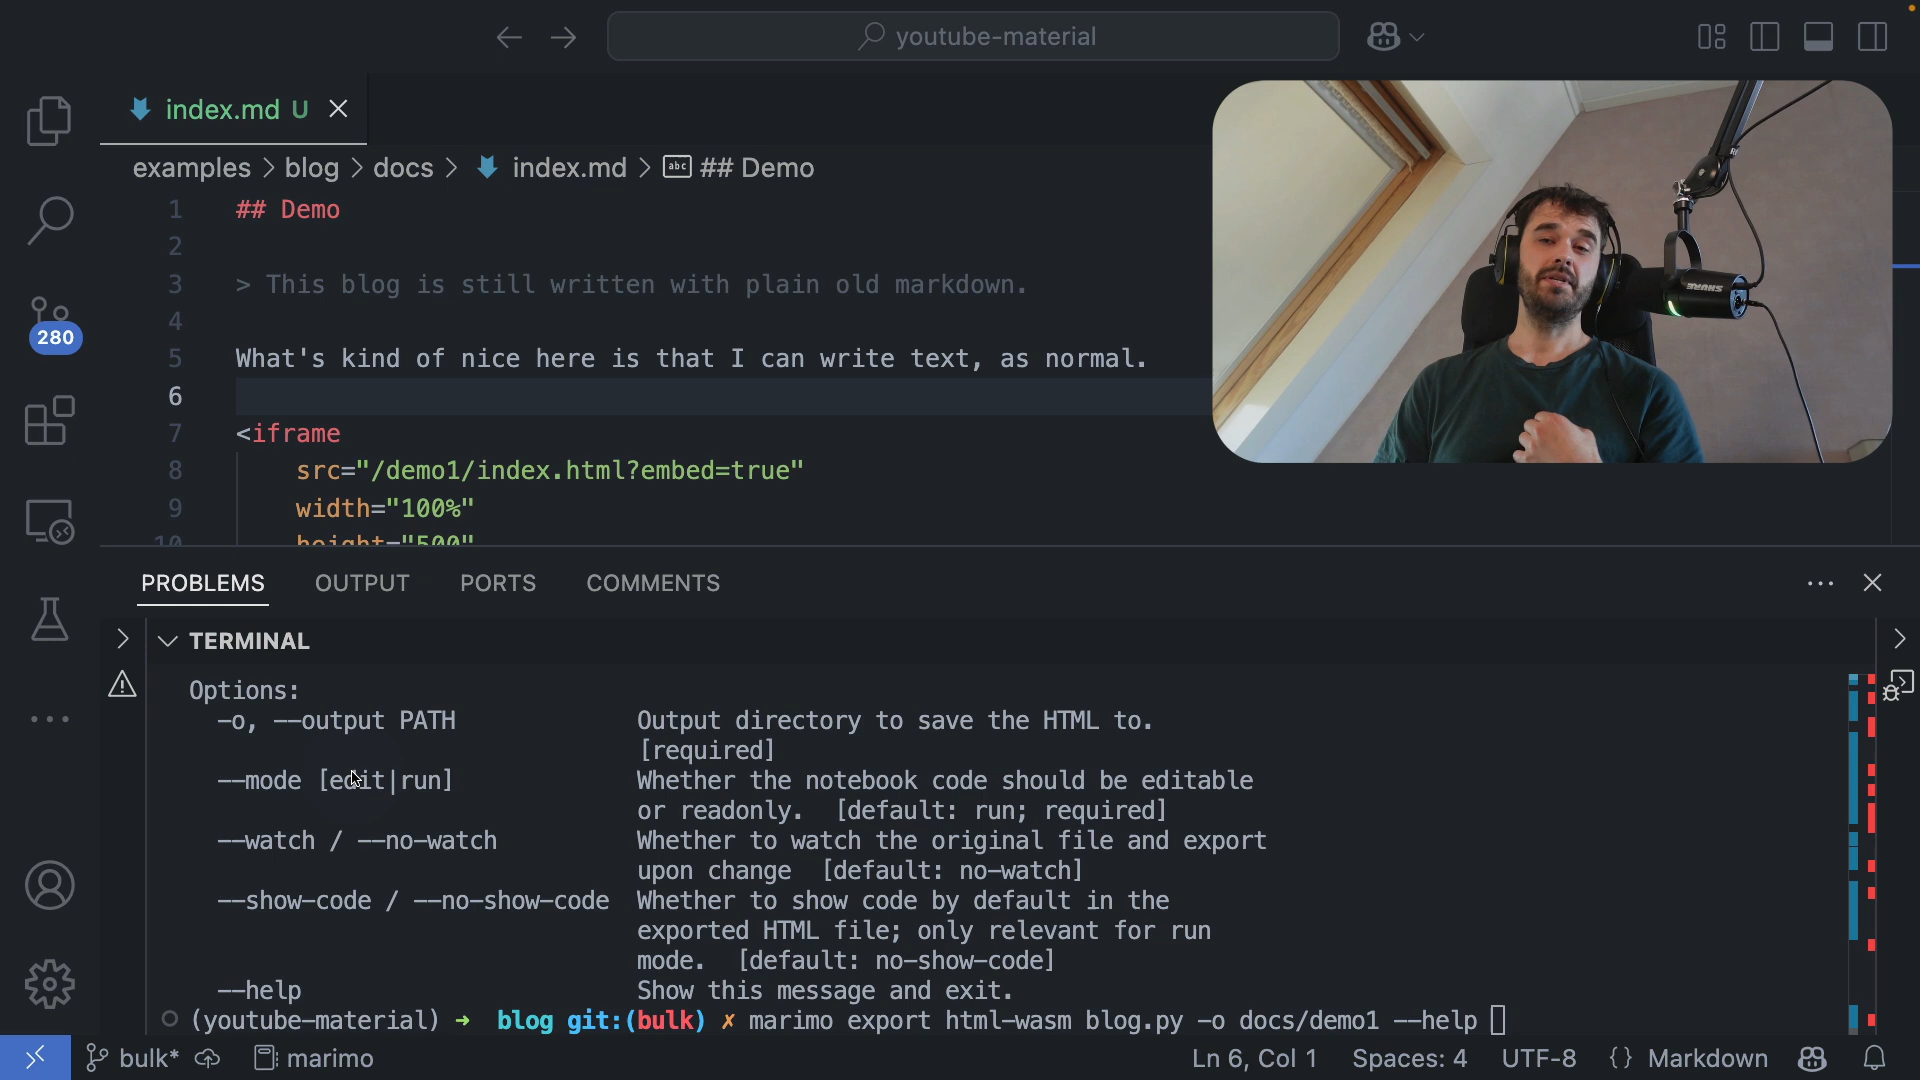 youtube-material
index.md U
examples > blog > docs > index.md > ## Demo
1 ## Demo
2
3 > This blog is still written with plain old markdown.
4
5 What's kind of nice here is that I can write text, as normal.
6
7 <iframe
8 src="/demo1/index.html?embed=true"
9 width="100%"
10 height="500"
280
SHURE
PROBLEMS OUTPUT PORTS COMMENTS
TERMINAL
Options:
-o, --output PATH Output directory to save the HTML to.
[required]
--mode [edit|run] Whether the notebook code should be editable
or readonly. [default: run; required]
--watch / --no-watch Whether to watch the original file and export
upon change [default: no-watch]
--show-code / --no-show-code Whether to show code by default in the
exported HTML file; only relevant for run
mode. [default: no-show-code]
--help Show this message and exit.
(youtube-material) ➜ blog git:(bulk) ✗ marimo export html-wasm blog.py -o docs/demo1 --help
bulk* marimo Ln 6, Col 1 Spaces: 4 UTF-8 {} Markdown